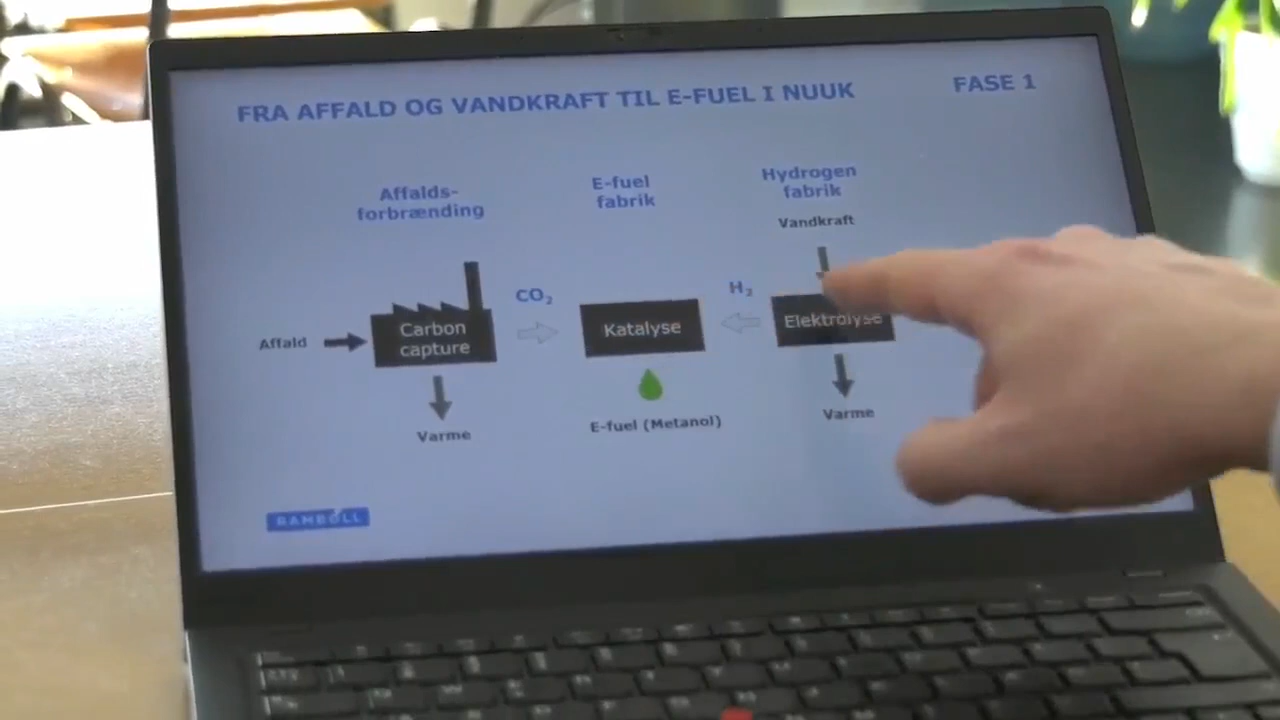 FRA AFFALD OG VANDKRAFT TIL E-FUEL I NUUK
FASE 1
Affalds-
forbrænding
E-fuel
fabrik
Hydrogen
fabrik
Vandkraft
CO₂
H₂
Affald
Carbon
capture
Katalyse
Elektrolyse
Varme
E-fuel (Metanol)
Varme
RAMBOLL